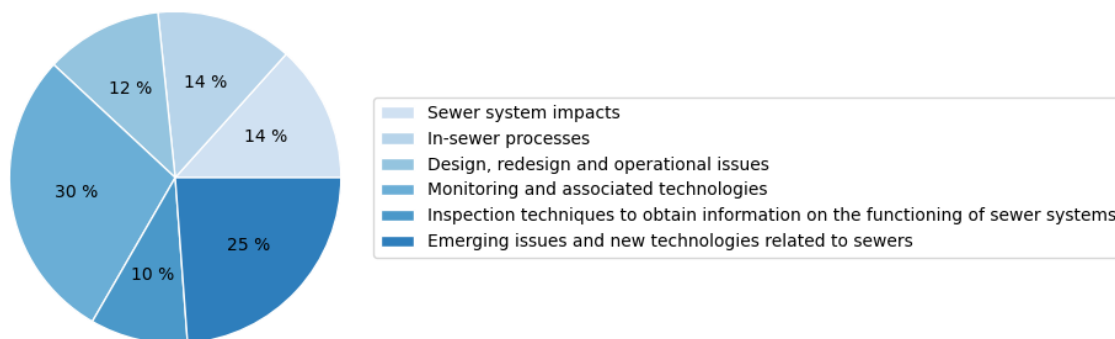 14 %
12 %
14 %
30 %
10 %
25 %
Sewer system impacts
In-sewer processes
Design, redesign and operational issues
Monitoring and associated technologies
Inspection techniques to obtain information on the functioning of sewer systems
Emerging issues and new technologies related to sewers